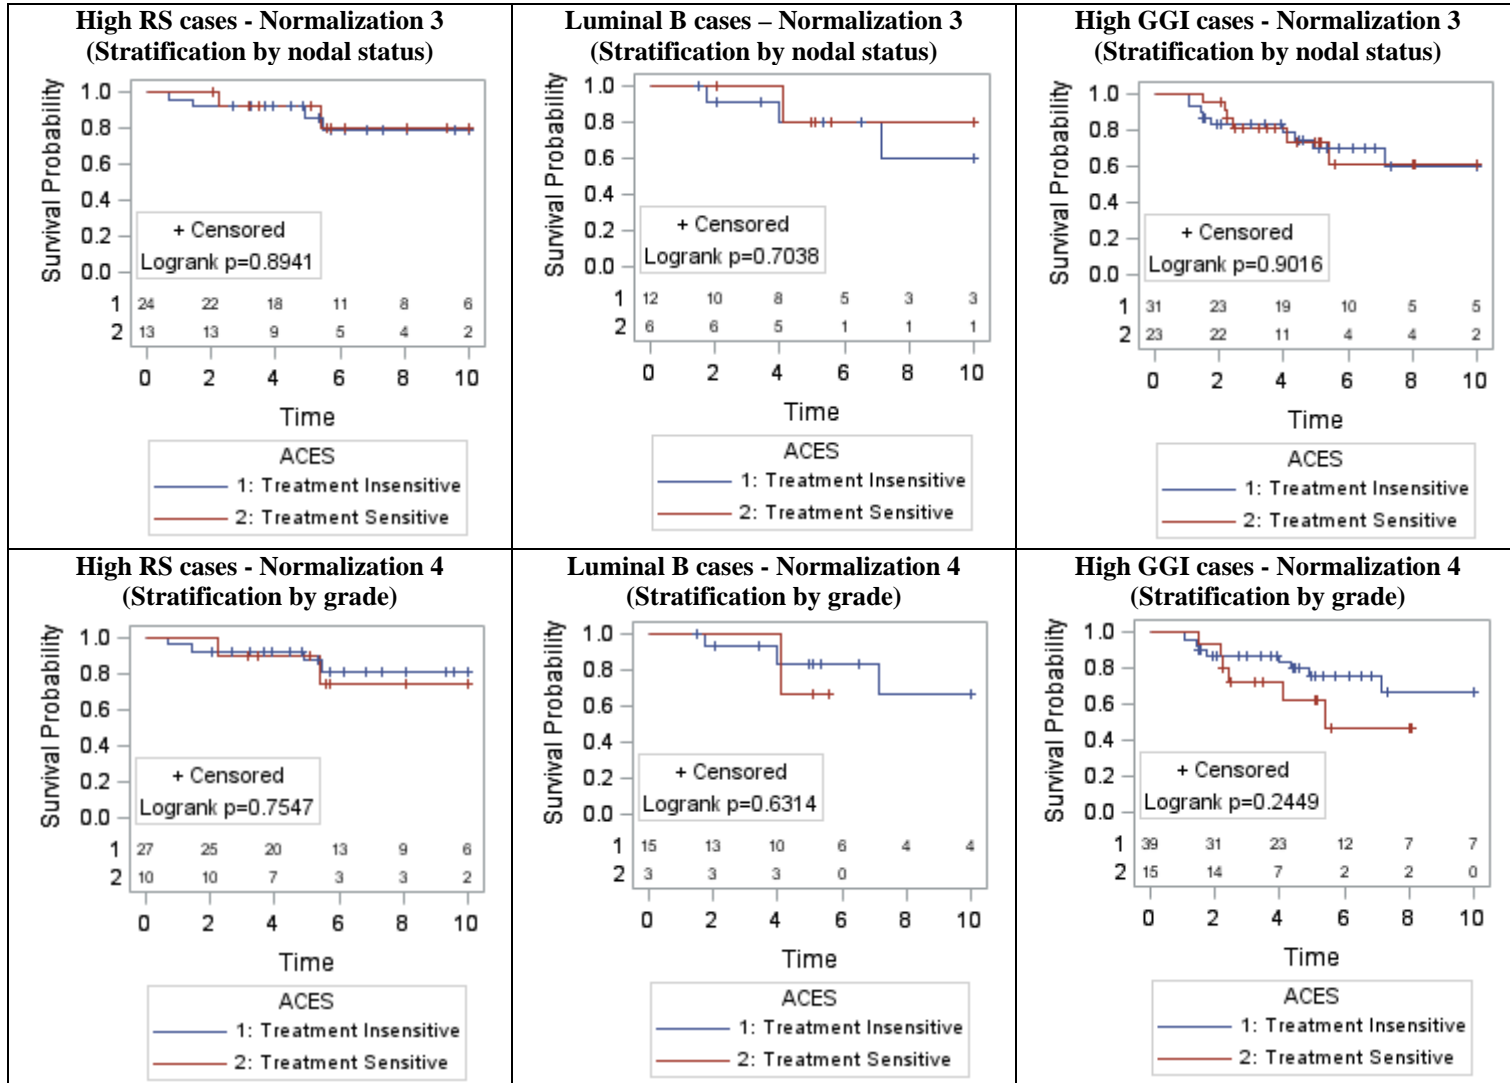 High RS cases - Normalization 3
(Stratification by nodal status)
Survival Probability
1.0
0.8
0.6
0.4
0.2
0.0
+ Censored
Logrank p=0.8941
1 24 22 18 11 8 6
2 13 13 9 5 4 2
0 2 4 6 8 10
Time
ACES
1: Treatment Insensitive
2: Treatment Sensitive
Luminal B cases – Normalization 3
(Stratification by nodal status)
Survival Probability
1.0
0.8
0.6
0.4
0.2
0.0
+ Censored
Logrank p=0.7038
1 12 10 8 5 3 3
2 6 6 5 1 1 1
0 2 4 6 8 10
Time
ACES
1: Treatment Insensitive
2: Treatment Sensitive
High GGI cases - Normalization 3
(Stratification by nodal status)
Survival Probability
1.0
0.8
0.6
0.4
0.2
0.0
+ Censored
Logrank p=0.9016
1 31 23 19 10 5 5
2 23 22 11 4 4 2
0 2 4 6 8 10
Time
ACES
1: Treatment Insensitive
2: Treatment Sensitive
High RS cases - Normalization 4
(Stratification by grade)
Survival Probability
1.0
0.8
0.6
0.4
0.2
0.0
+ Censored
Logrank p=0.7547
1 27 25 20 13 9 6
2 10 10 7 3 3 2
0 2 4 6 8 10
Time
ACES
1: Treatment Insensitive
2: Treatment Sensitive
Luminal B cases - Normalization 4
(Stratification by grade)
Survival Probability
1.0
0.8
0.6
0.4
0.2
0.0
+ Censored
Logrank p=0.6314
1 15 13 10 6 4 4
2 3 3 3 0
0 2 4 6 8 10
Time
ACES
1: Treatment Insensitive
2: Treatment Sensitive
High GGI cases - Normalization 4
(Stratification by grade)
Survival Probability
1.0
0.8
0.6
0.4
0.2
0.0
+ Censored
Logrank p=0.2449
1 39 31 23 12 7 7
2 15 14 7 2 2 0
0 2 4 6 8 10
Time
ACES
1: Treatment Insensitive
2: Treatment Sensitive